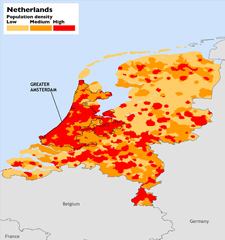 Netherlands
Population density
Low Medium High
GREATER
AMSTERDAM
Belgium
Germany
France